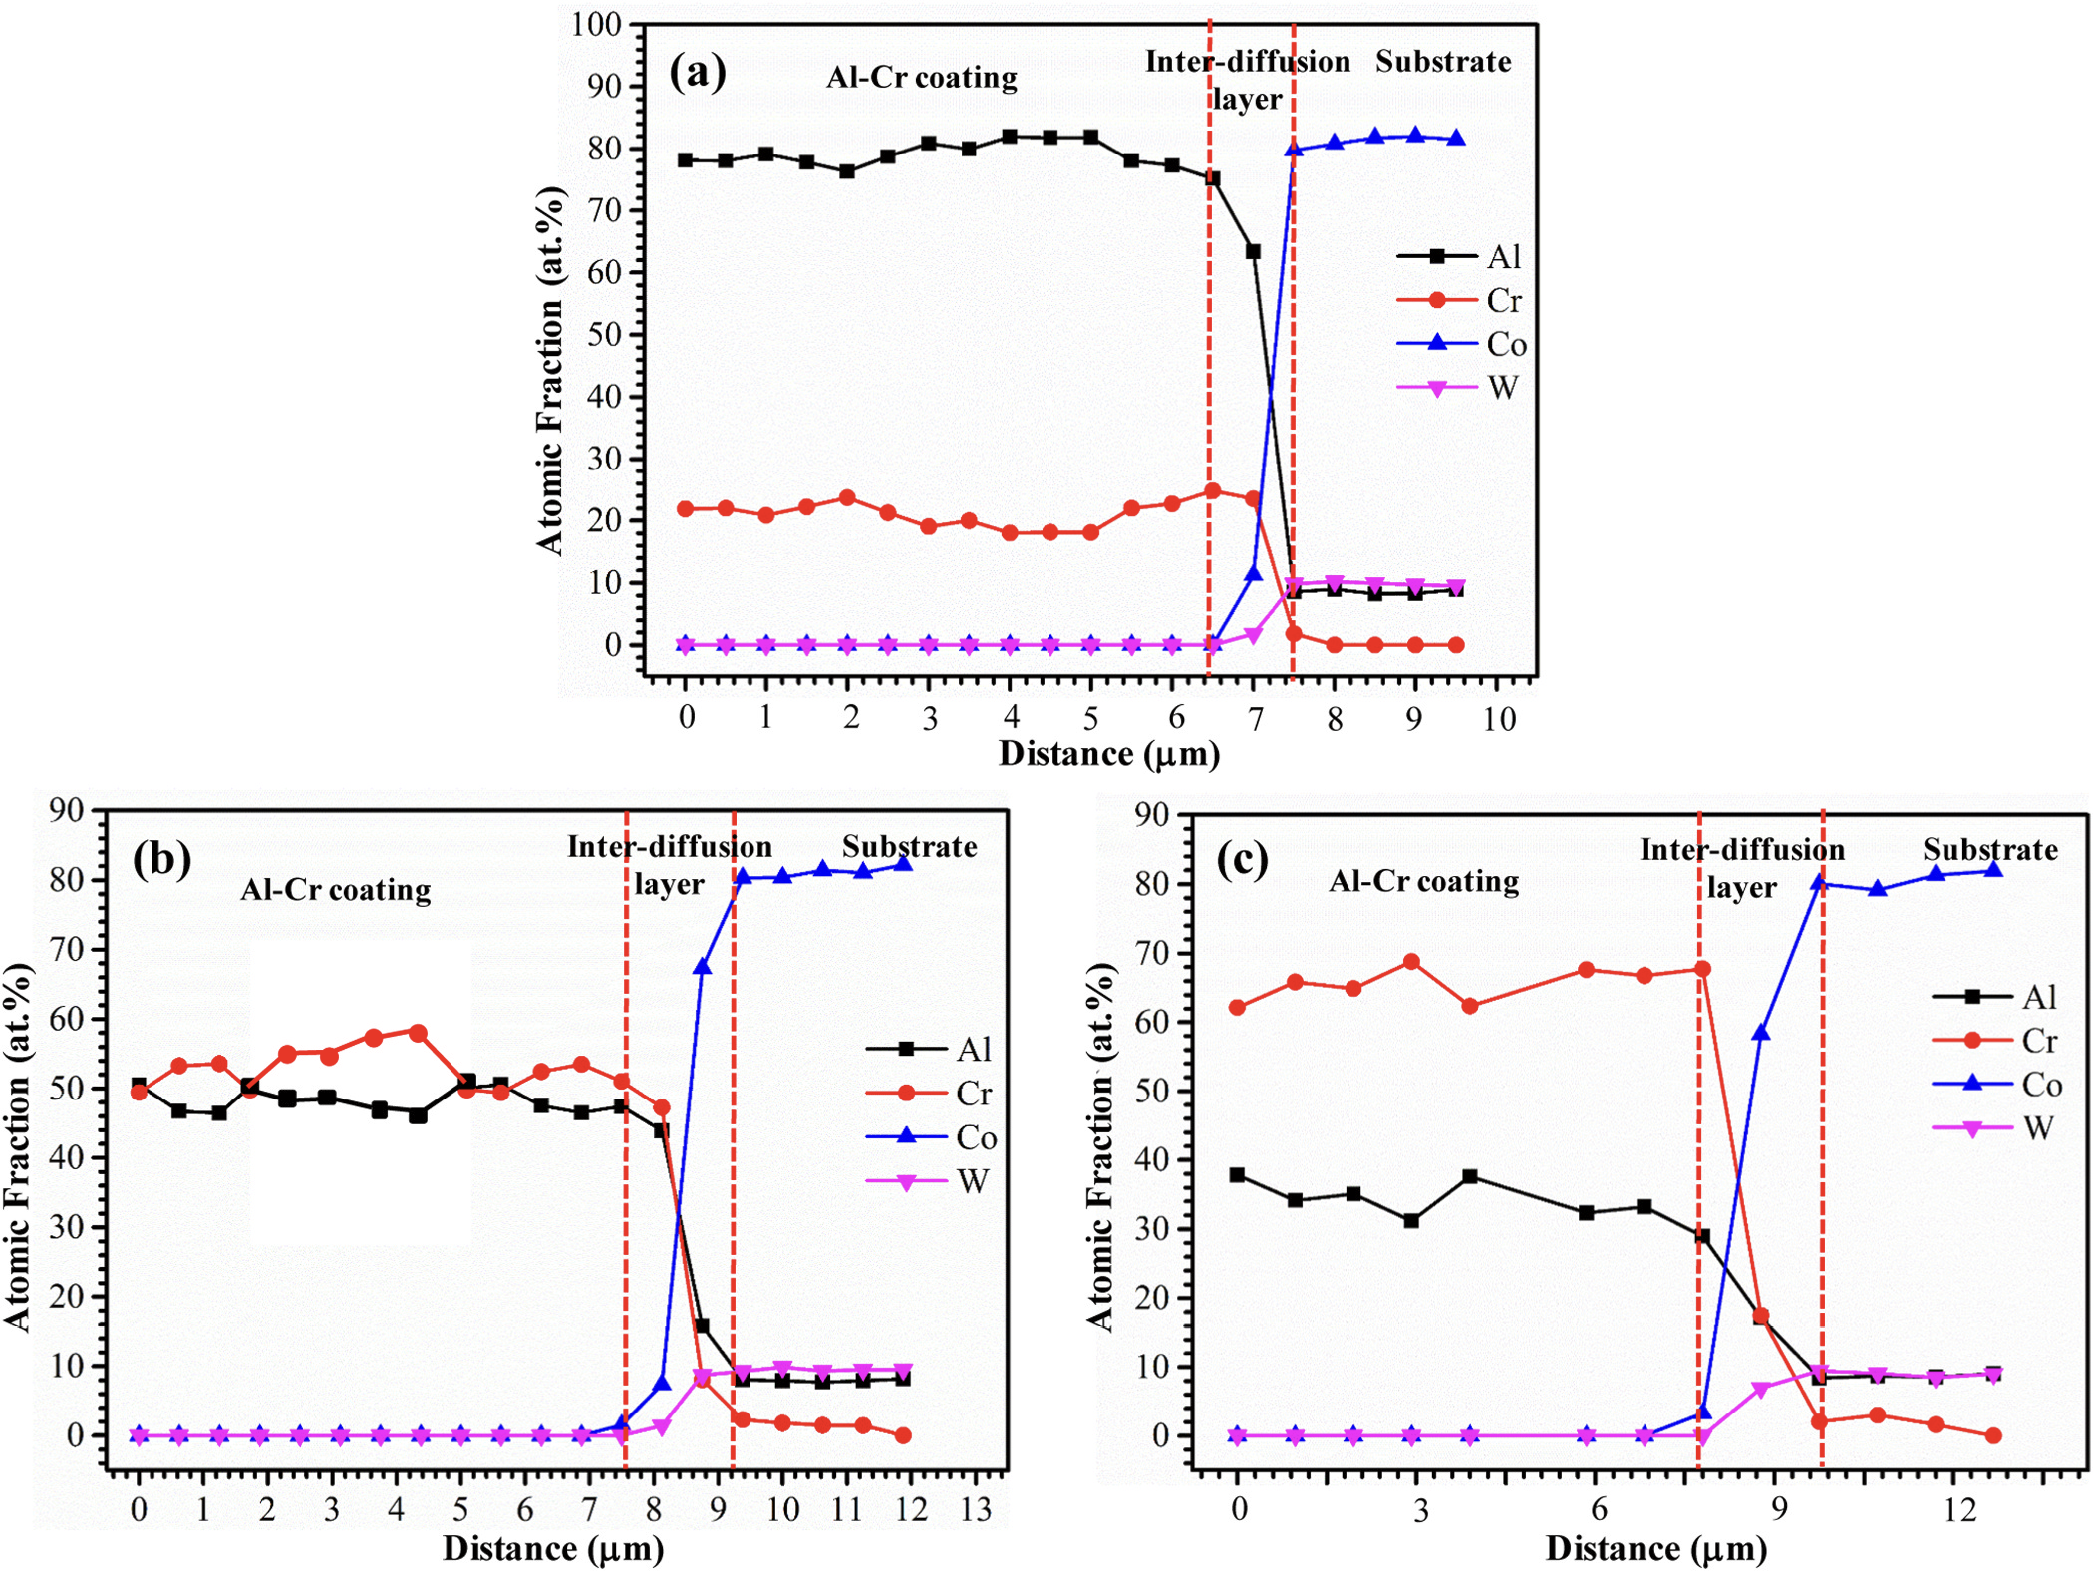 (a)
Al-Cr coating
Inter-diffusion
layer
Substrate
100
90
80
70
60
50
40
30
20
10
0
Atomic Fraction (at.%)
Al
Cr
Co
W
0 1 2 3 4 5 6 7 8 9 10
Distance (μm)
(b)
Al-Cr coating
Inter-diffusion
layer
Substrate
90
80
70
60
50
40
30
20
10
0
Atomic Fraction (at.%)
Al
Cr
Co
W
0 1 2 3 4 5 6 7 8 9 10 11 12 13
Distance (μm)
(c)
Al-Cr coating
Inter-diffusion
layer
Substrate
90
80
70
60
50
40
30
20
10
0
Atomic Fraction (at.%)
Al
Cr
Co
W
0 3 6 9 12
Distance (μm)